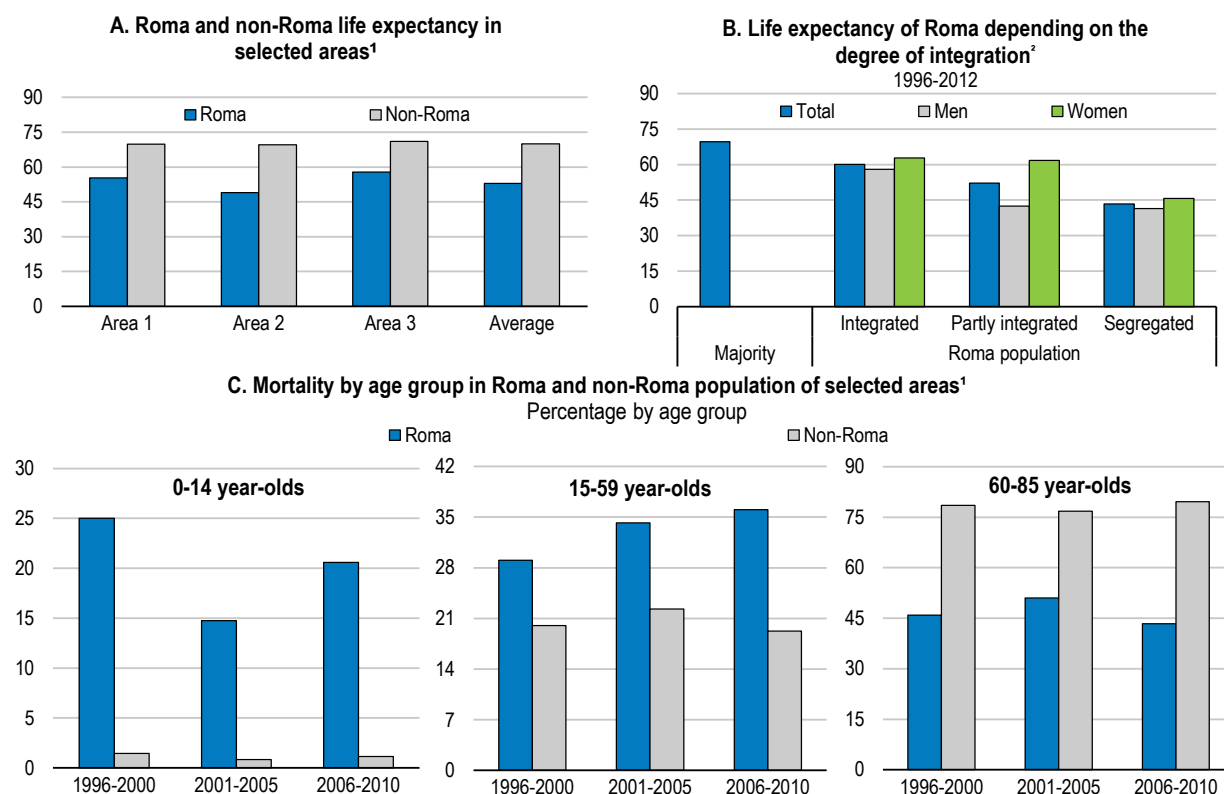 A. Roma and non-Roma life expectancy in
selected areas¹
90
75
60
45
30
15
0
Roma
Non-Roma
Area 1
Area 2
Area 3
Average
B. Life expectancy of Roma depending on the
degree of integration²
1996-2012
90
75
60
45
30
15
0
Total
Men
Women
Integrated
Partly integrated
Segregated
Majority
Roma population
C. Mortality by age group in Roma and non-Roma population of selected areas¹
Percentage by age group
Roma
Non-Roma
30
25
20
15
10
5
0
0-14 year-olds
1996-2000
2001-2005
2006-2010
42
35
28
21
14
7
0
15-59 year-olds
1996-2000
2001-2005
2006-2010
90
75
60
45
30
15
0
60-85 year-olds
1996-2000
2001-2005
2006-2010